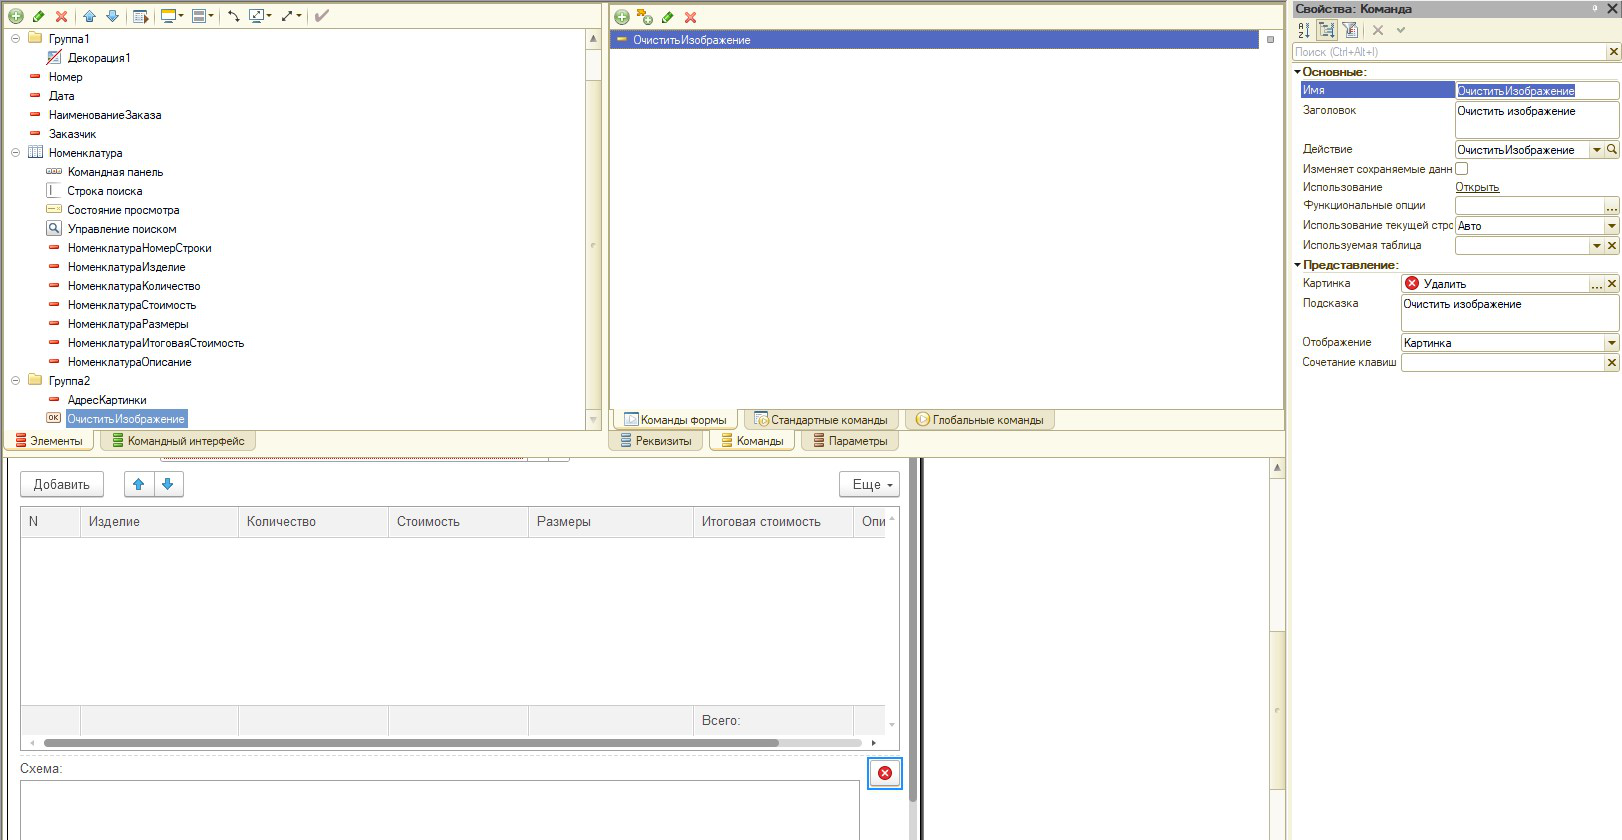 Группа1
Декорация1
Номер
Дата
НаименованиеЗаказа
Заказчик
Номенклатура
Командная панель
Строка поиска
Состояние просмотра
Управление поиском
НоменклатураНомерСтроки
НоменклатураИзделие
НоменклатураКоличество
НоменклатураСтоимость
НоменклатураРазмеры
НоменклатураИтоговаяСтоимость
НоменклатураОписание
Группа2
АдресКартинки
OK ОчиститьИзображение
Элементы Командный интерфейс
ОчиститьИзображение
Команды формы Стандартные команды Глобальные команды
Реквизиты Команды Параметры
Свойства: Команда
Поиск (Ctrl+Alt+I)
Основные:
Имя ОчиститьИзображение
Заголовок Очистить изображение
Действие ОчиститьИзображение
Изменяет сохраняемые данн
Использование Открыть
Функциональные опции ...
Использование текущей стро Авто
Используемая таблица
Представление:
Картинка Удалить ...
Подсказка Очистить изображение
Отображение Картинка
Сочетание клавиш
Добавить Еще
N Изделие Количество Стоимость Размеры Итоговая стоимость Опи
Всего:
Схема: